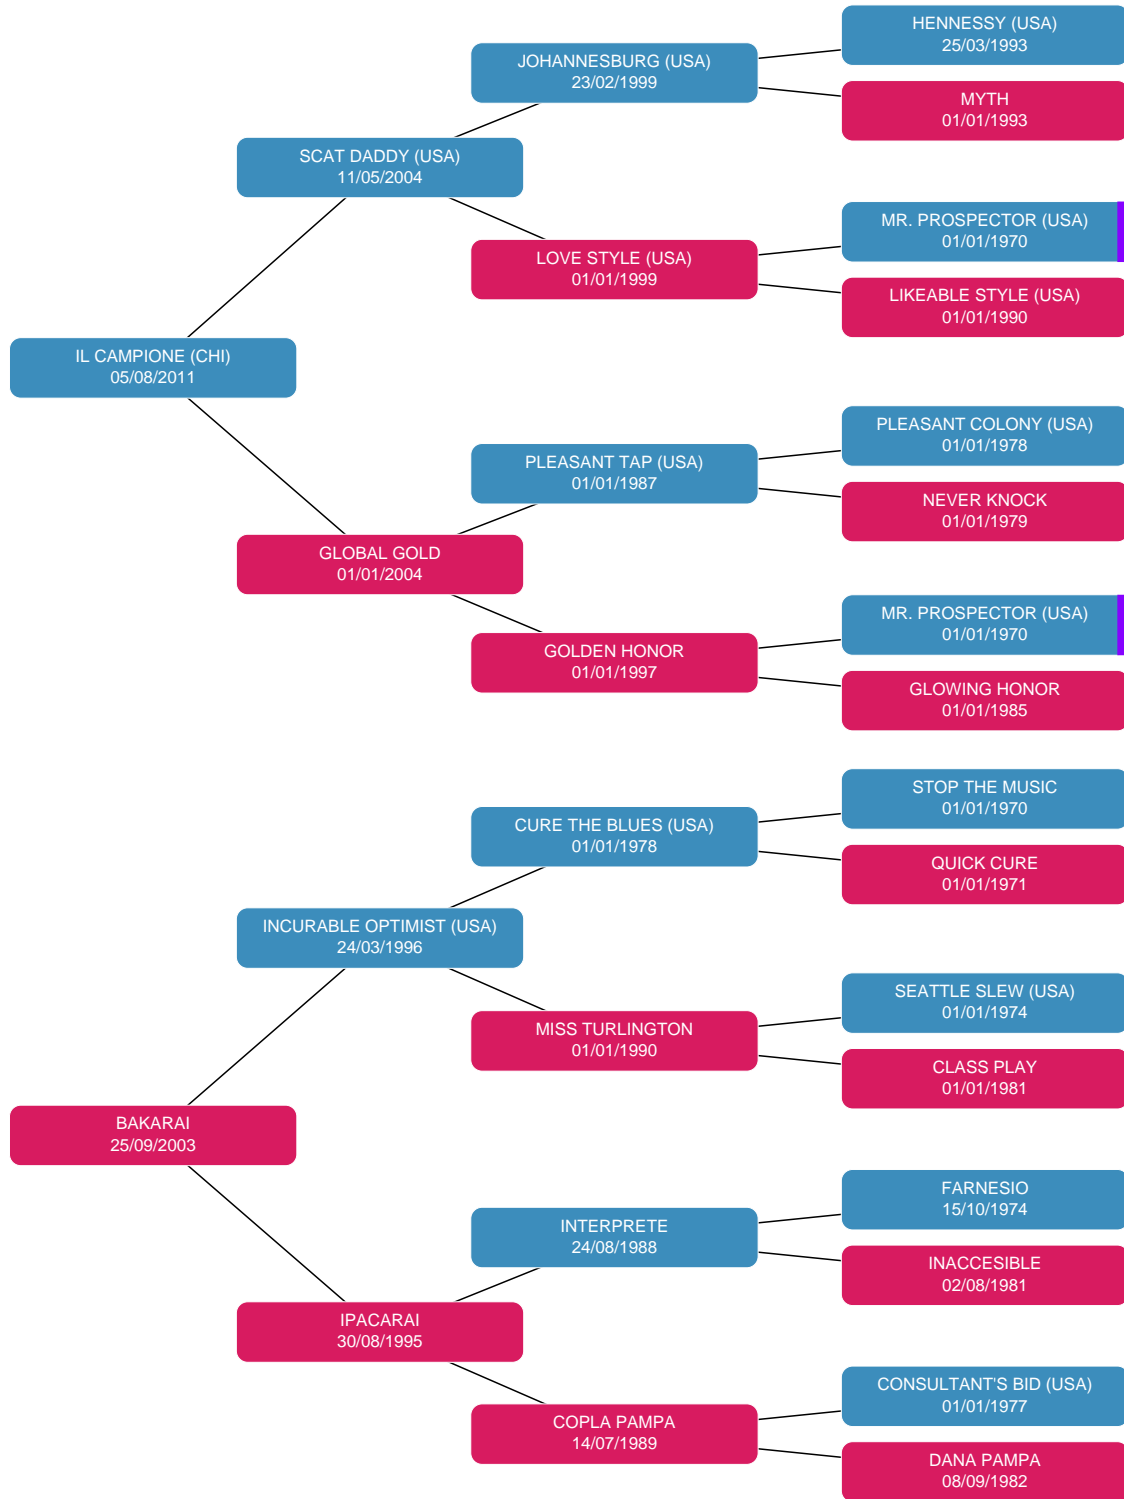 HENNESSY (USA)
25/03/1993
JOHANNESBURG (USA)
23/02/1999
MYTH
01/01/1993
SCAT DADDY (USA)
11/05/2004
MR. PROSPECTOR (USA)
01/01/1970
LOVE STYLE (USA)
01/01/1999
LIKEABLE STYLE (USA)
01/01/1990
IL CAMPIONE (CHI)
05/08/2011
PLEASANT COLONY (USA)
01/01/1978
PLEASANT TAP (USA)
01/01/1987
NEVER KNOCK
01/01/1979
GLOBAL GOLD
01/01/2004
MR. PROSPECTOR (USA)
01/01/1970
GOLDEN HONOR
01/01/1997
GLOWING HONOR
01/01/1985
STOP THE MUSIC
01/01/1970
CURE THE BLUES (USA)
01/01/1978
QUICK CURE
01/01/1971
INCURABLE OPTIMIST (USA)
24/03/1996
SEATTLE SLEW (USA)
01/01/1974
MISS TURLINGTON
01/01/1990
CLASS PLAY
01/01/1981
BAKARAI
25/09/2003
FARNESIO
15/10/1974
INTERPRETE
24/08/1988
INACCESIBLE
02/08/1981
IPACARAI
30/08/1995
CONSULTANT'S BID (USA)
01/01/1977
COPLA PAMPA
14/07/1989
DANA PAMPA
08/09/1982